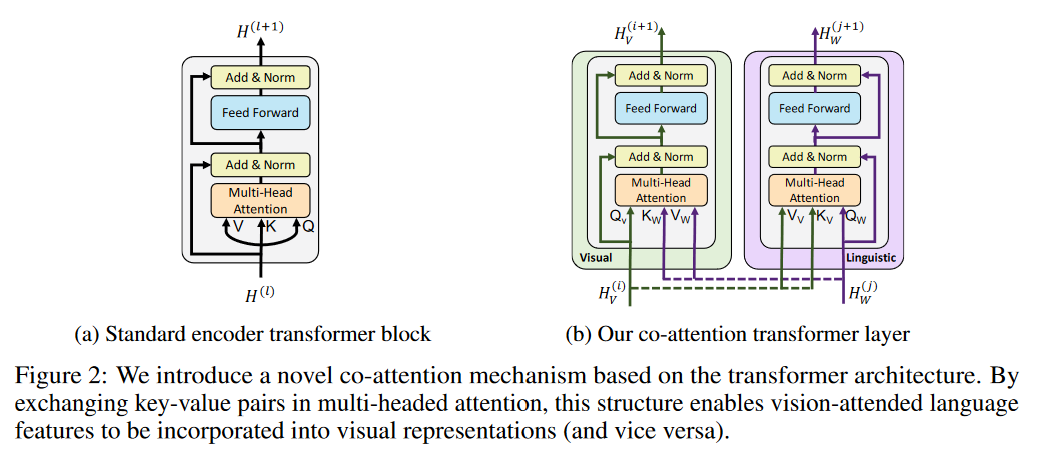 H^(l+1)
Add & Norm
Feed Forward
Add & Norm
Multi-Head
Attention
V K Q
H^(l)
(a) Standard encoder transformer block
H_V^(i+1)
Add & Norm
Feed Forward
Add & Norm
Multi-Head
Attention
Q_v K_W V_W
Visual
H_V^(i)
H_W^(j+1)
Add & Norm
Feed Forward
Add & Norm
Multi-Head
Attention
V_V K_V Q_W
Linguistic
H_W^(j)
(b) Our co-attention transformer layer
Figure 2: We introduce a novel co-attention mechanism based on the transformer architecture. By
exchanging key-value pairs in multi-headed attention, this structure enables vision-attended language
features to be incorporated into visual representations (and vice versa).